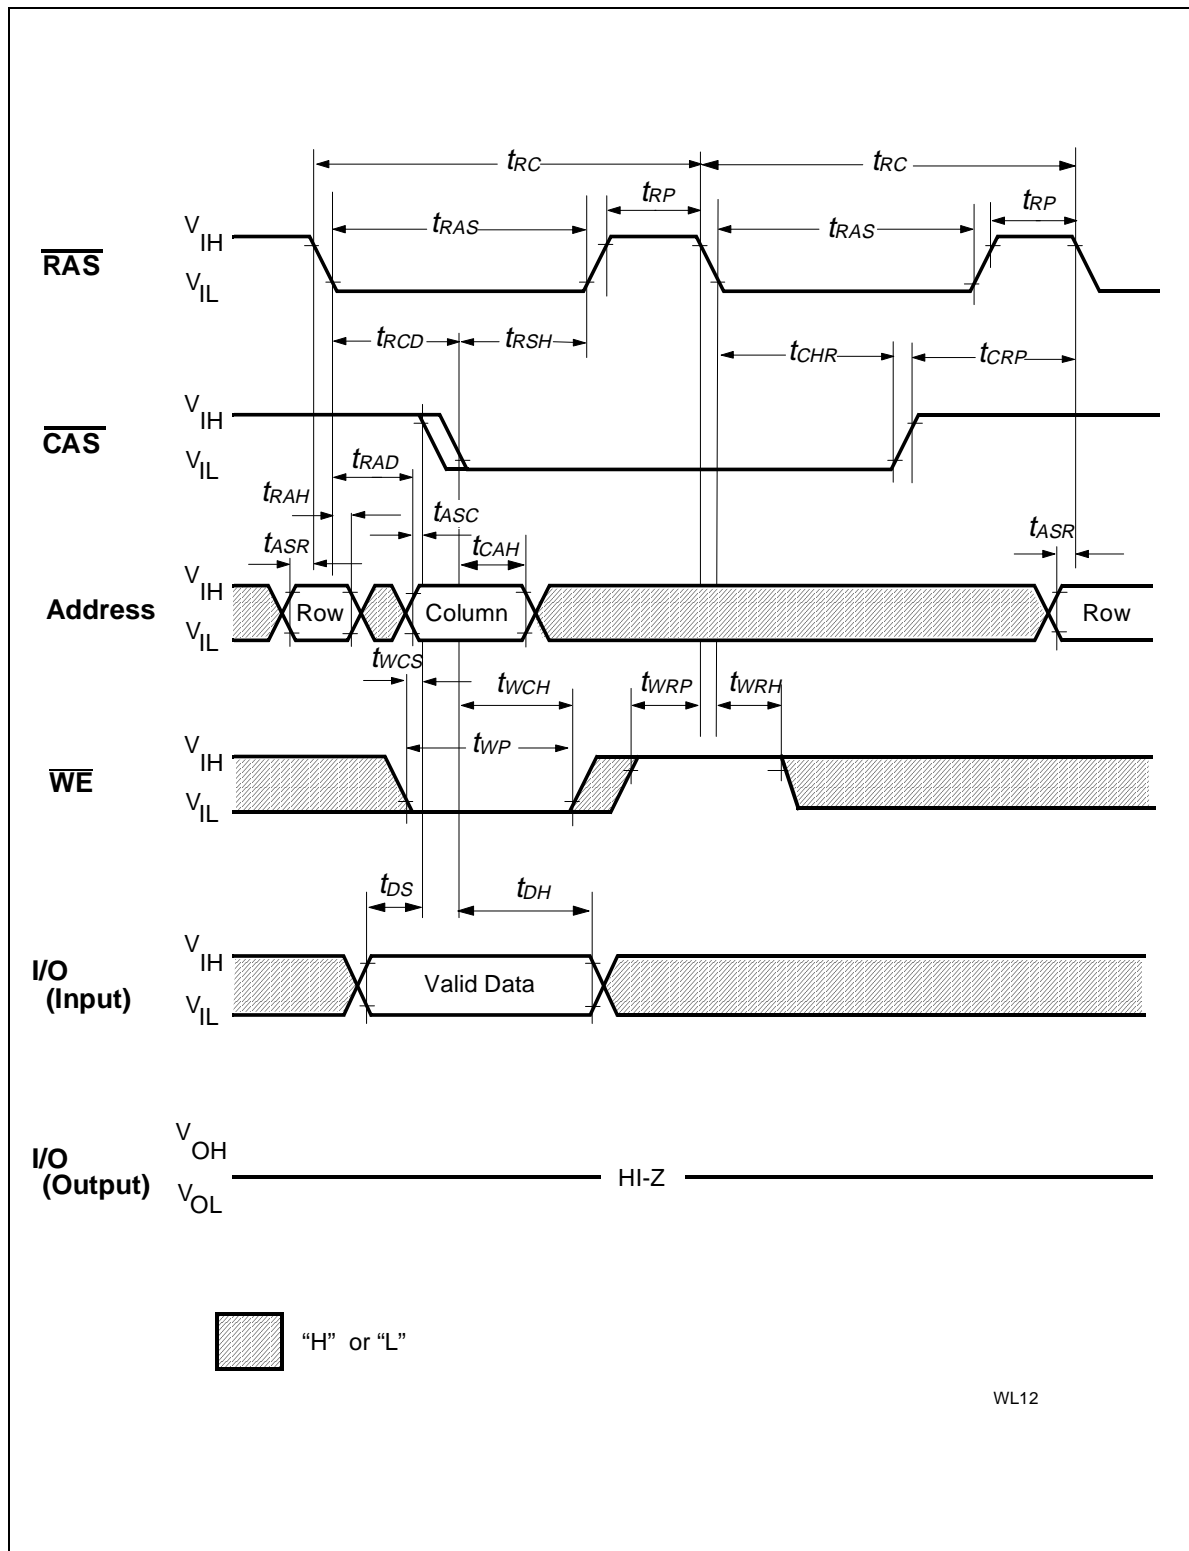 tRC tRC
tRP tRP
tRAS tRAS
VIH
RAS
VIL
tRCD tRSH
tCHR tCRP
VIH
CAS
VIL
tRAD
tRAH
tASC
tASR tCAH tASR
VIH
Address Row Column Row
VIL
tWCS
tWCH tWRP tWRH
tWP
VIH
WE
VIL
tDS tDH
VIH
I/O
(Input) Valid Data
VIL
VOH
I/O
(Output) HI-Z
VOL
“H” or “L”
WL12